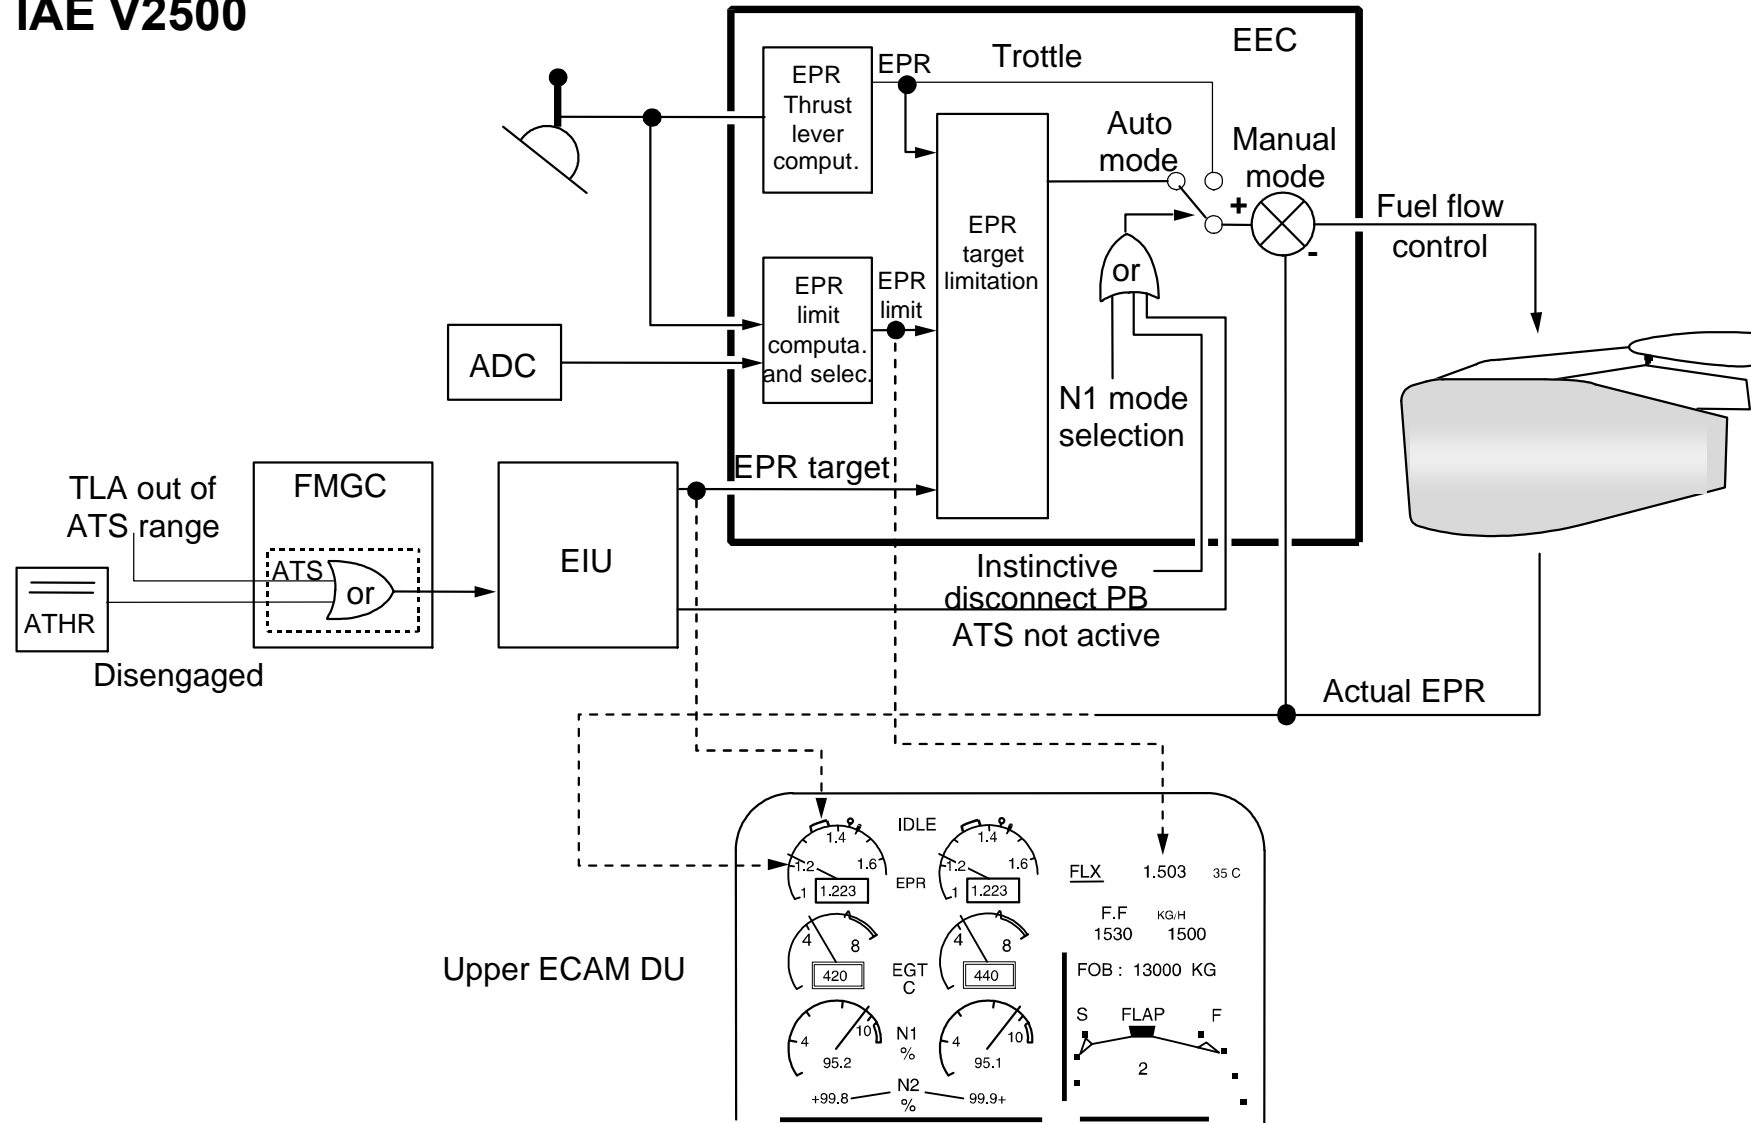 IAE V2500
EEC
EPR
Thrust
lever
comput.
EPR
Trottle
Auto
mode
Manual
mode
+
-
Fuel flow
control
EPR
target
limitation
or
EPR
limit
computa.
and selec.
EPR
limit
ADC
N1 mode
selection
EPR target
TLA out of
ATS range
FMGC
ATS
or
EIU
ATHR
Disengaged
Instinctive
disconnect PB
ATS not active
Actual EPR
Upper ECAM DU
IDLE
1 1.2 1.4 1.6
1.223
EPR
1 1.2 1.4 1.6
1.223
FLX 1.503 35 C
F.F KG/H
1530 1500
4 8
420
EGT
C
4 8
440
FOB : 13000 KG
S FLAP F
2
4 10
95.2
N1
%
4 10
95.1
+99.8 N2 99.9+
%